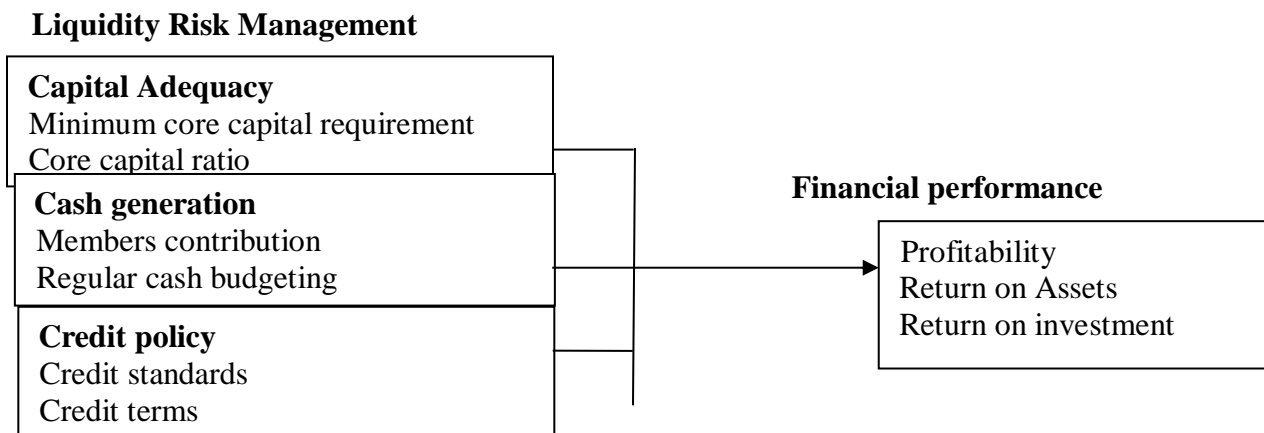 Liquidity Risk Management
Capital Adequacy
Minimum core capital requirement
Core capital ratio
Cash generation
Members contribution
Regular cash budgeting
Credit policy
Credit standards
Credit terms
Financial performance
Profitability
Return on Assets
Return on investment